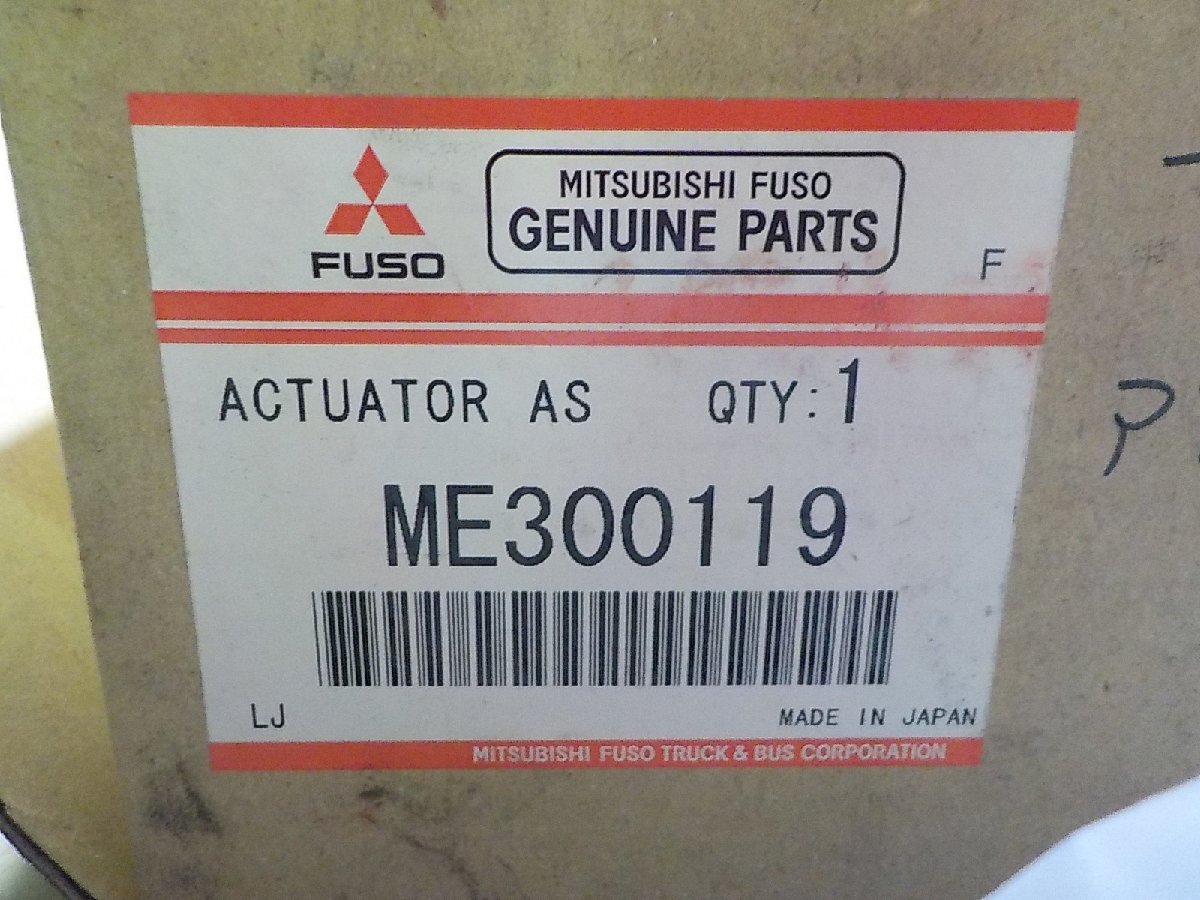 MITSUBISHI FUSO
GENUINE PARTS
FUSO
F
ACTUATOR AS QTY:1
ME300119
LJ
MADE IN JAPAN
MITSUBISHI FUSO TRUCK & BUS CORPORATION